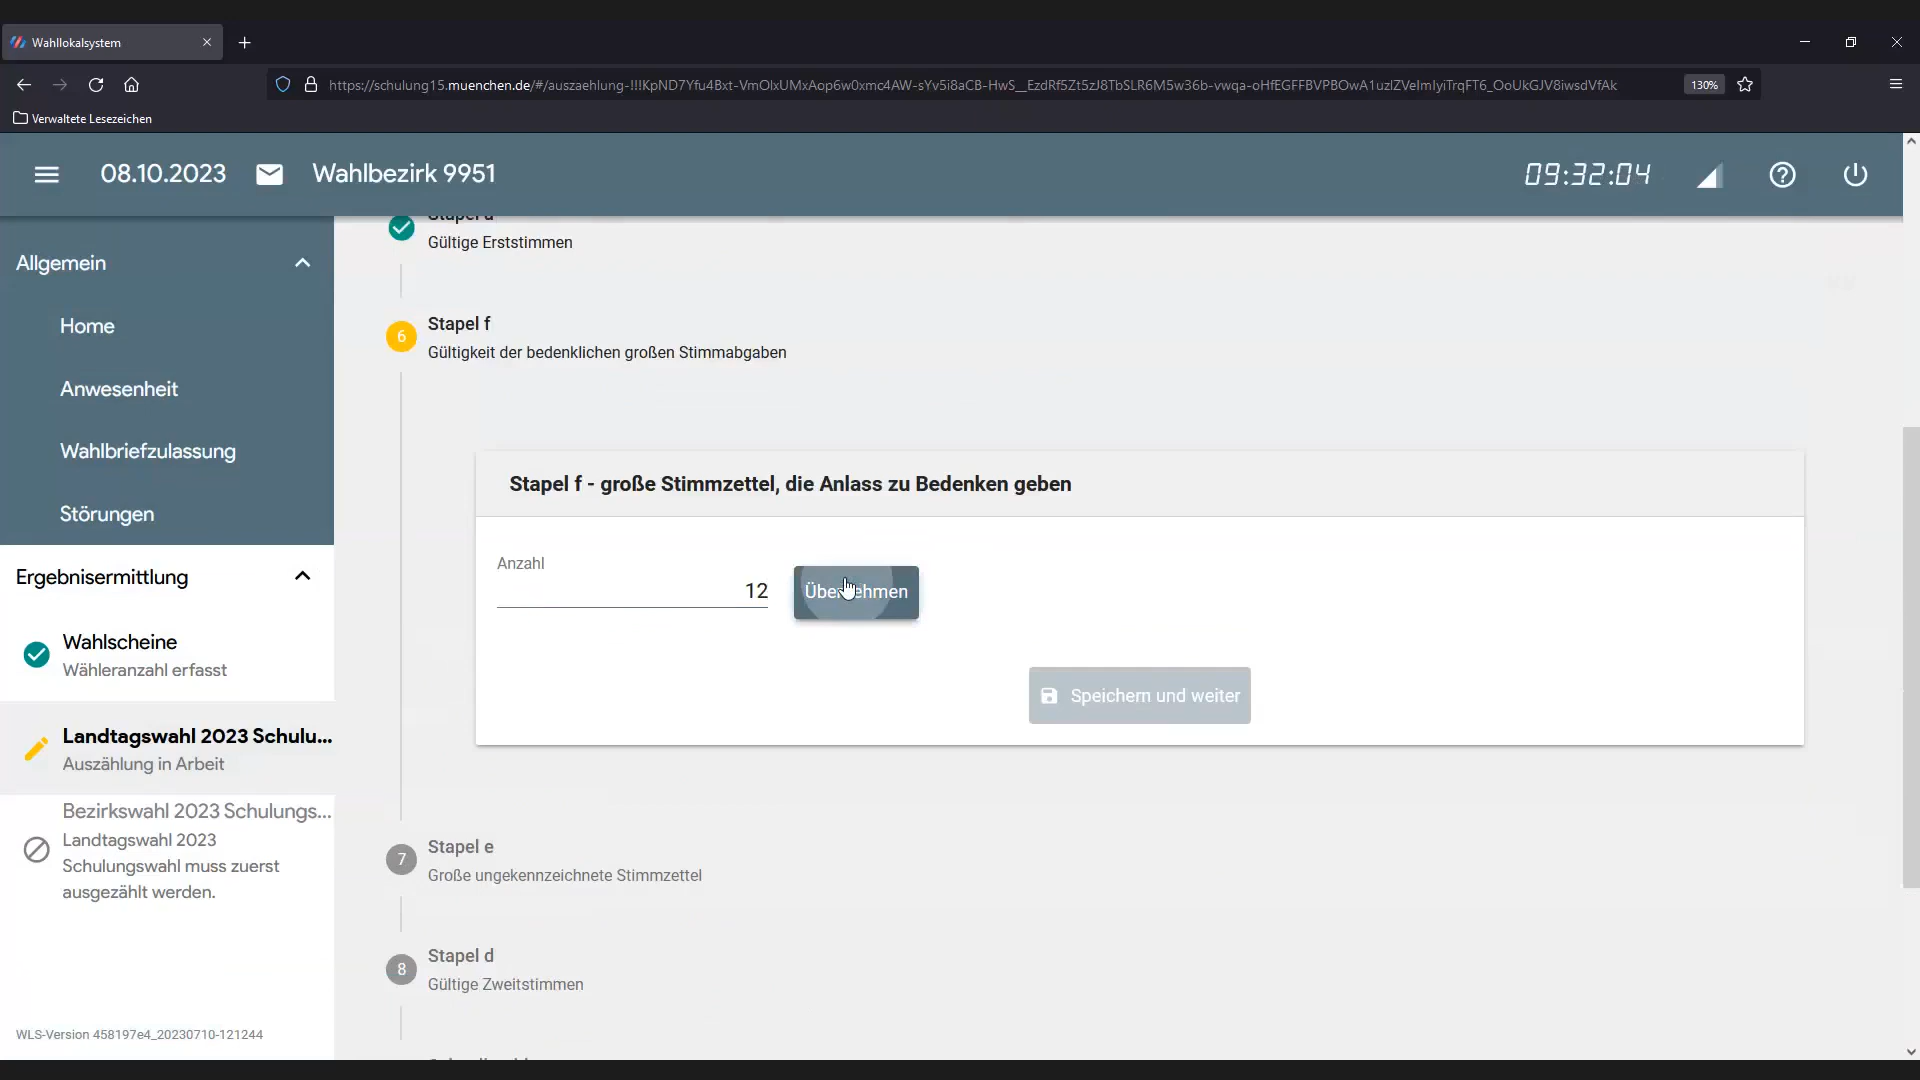 Wahllokalsystem
https://schulung15.muenchen.de/#/auszaehlung-!!!KpND7Yfu4Bxt-VmOlxUMxAop6w0xmc4AW-sYv5i8aCB-HwS__EzdRf5Zt5zJ8TbSLR6M5w36b-vwqa-oHfEGFFBVPBOwA1uzlZVelmIyiTrqFT6_OoUkGJV8iwsdVfAk
130%
Verwaltete Lesezeichen
08.10.2023
Wahlbezirk 9951
09:32:04
Allgemein
Home
Anwesenheit
Wahlbriefzulassung
Störungen
Ergebnisermittlung
Wahlscheine
Wähleranzahl erfasst
Landtagswahl 2023 Schulu...
Auszählung in Arbeit
Bezirkswahl 2023 Schulungs...
Landtagswahl 2023
Schulungswahl muss zuerst
ausgezählt werden.
WLS-Version 458197e4_20230710-121244
Gültige Erststimmen
6
Stapel f
Gültigkeit der bedenklichen großen Stimmabgaben
Stapel f - große Stimmzettel, die Anlass zu Bedenken geben
Anzahl
12
Übernehmen
Speichern und weiter
7
Stapel e
Große ungekennzeichnete Stimmzettel
8
Stapel d
Gültige Zweitstimmen